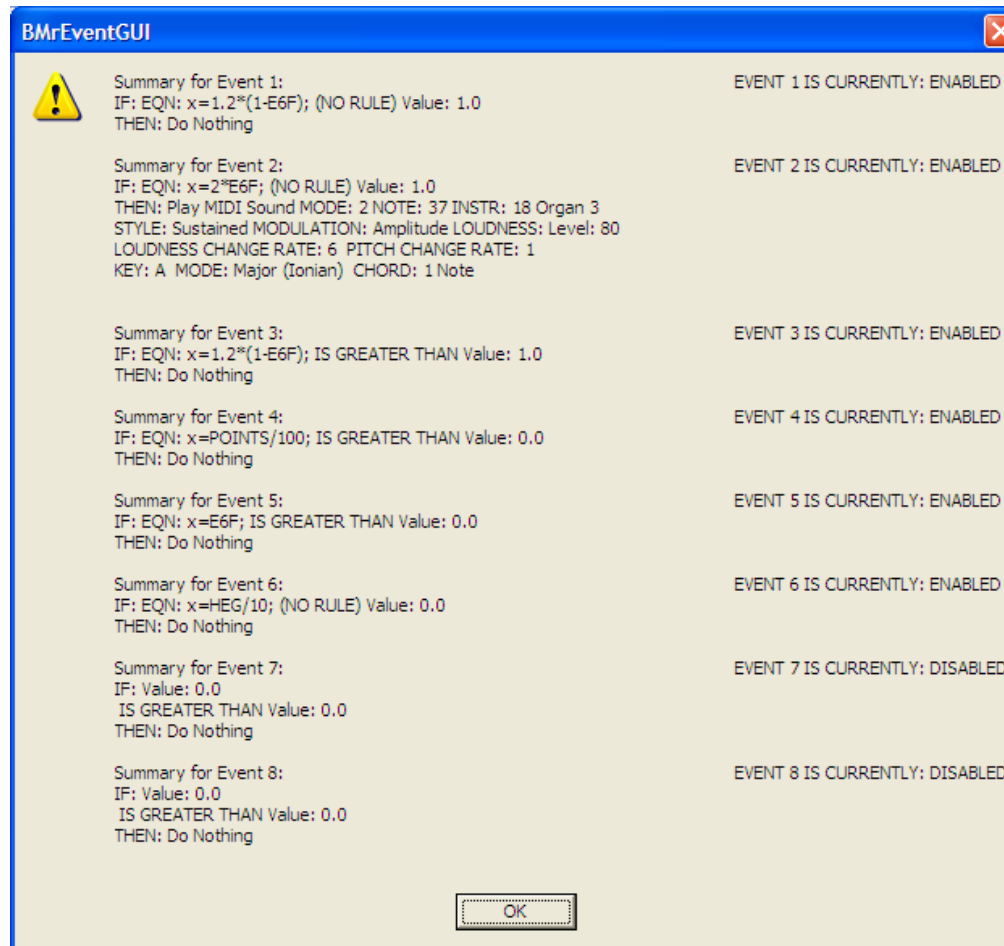 BMrEventGUI
Summary for Event 1: EVENT 1 IS CURRENTLY: ENABLED
IF: EQN: x=1.2*(1-E6F); (NO RULE) Value: 1.0
THEN: Do Nothing
Summary for Event 2: EVENT 2 IS CURRENTLY: ENABLED
IF: EQN: x=2*E6F; (NO RULE) Value: 1.0
THEN: Play MIDI Sound MODE: 2 NOTE: 37 INSTR: 18 Organ 3
STYLE: Sustained MODULATION: Amplitude LOUDNESS: Level: 80
LOUDNESS CHANGE RATE: 6 PITCH CHANGE RATE: 1
KEY: A MODE: Major (Ionian) CHORD: 1 Note
Summary for Event 3: EVENT 3 IS CURRENTLY: ENABLED
IF: EQN: x=1.2*(1-E6F); IS GREATER THAN Value: 1.0
THEN: Do Nothing
Summary for Event 4: EVENT 4 IS CURRENTLY: ENABLED
IF: EQN: x=POINTS/100; IS GREATER THAN Value: 0.0
THEN: Do Nothing
Summary for Event 5: EVENT 5 IS CURRENTLY: ENABLED
IF: EQN: x=E6F; IS GREATER THAN Value: 0.0
THEN: Do Nothing
Summary for Event 6: EVENT 6 IS CURRENTLY: ENABLED
IF: EQN: x=HEG/10; (NO RULE) Value: 0.0
THEN: Do Nothing
Summary for Event 7: EVENT 7 IS CURRENTLY: DISABLED
IF: Value: 0.0
IS GREATER THAN Value: 0.0
THEN: Do Nothing
Summary for Event 8: EVENT 8 IS CURRENTLY: DISABLED
IF: Value: 0.0
IS GREATER THAN Value: 0.0
THEN: Do Nothing
OK